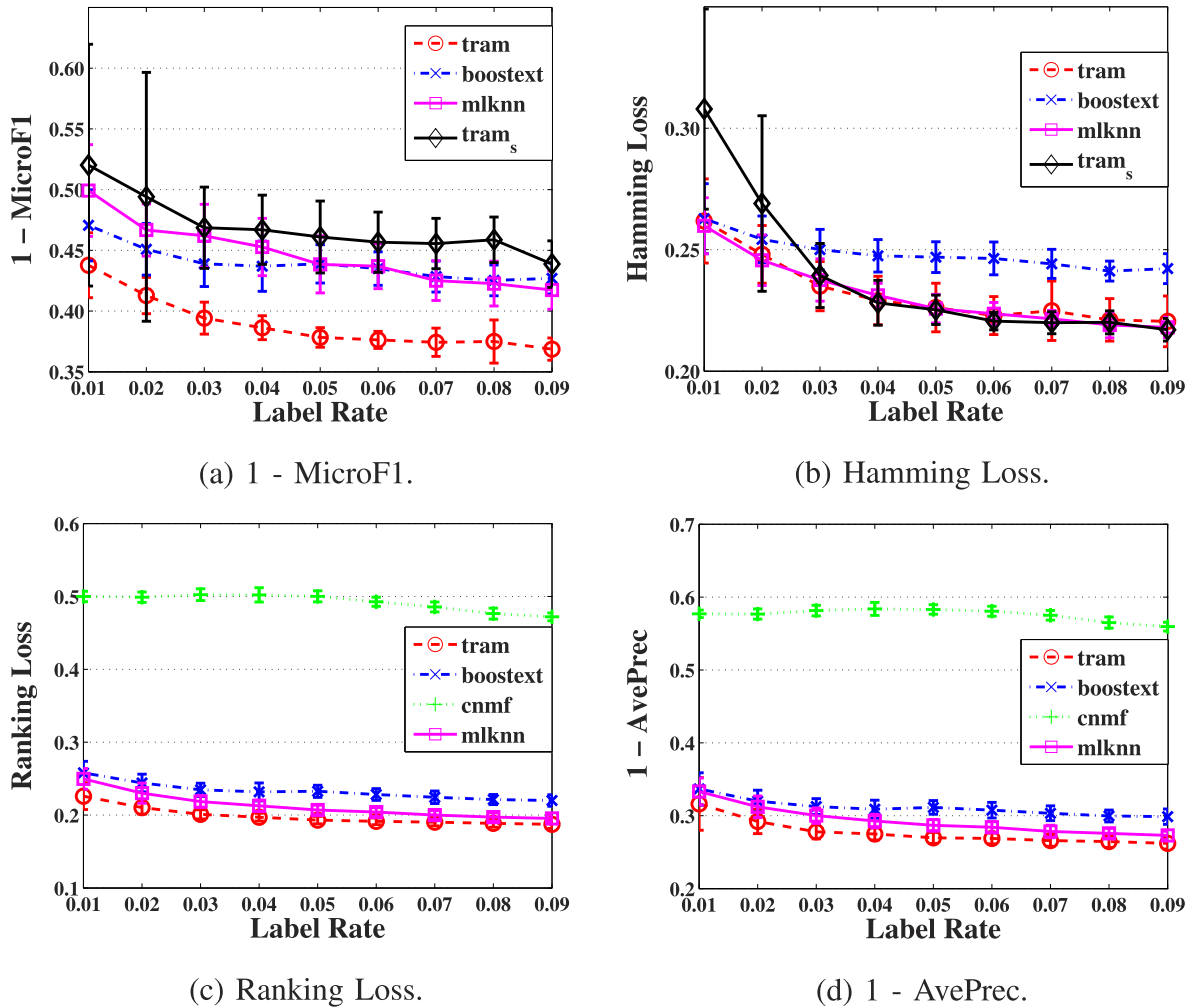 1 − MicroF1
0.60
0.55
0.50
0.45
0.40
0.35
0.01 0.02 0.03 0.04 0.05 0.06 0.07 0.08 0.09
Label Rate
tram
boostext
mlknn
tram_s
(a) 1 - MicroF1.
Hamming Loss
0.30
0.25
0.20
0.01 0.02 0.03 0.04 0.05 0.06 0.07 0.08 0.09
Label Rate
tram
boostext
mlknn
tram_s
(b) Hamming Loss.
Ranking Loss
0.6
0.5
0.4
0.3
0.2
0.1
0.01 0.02 0.03 0.04 0.05 0.06 0.07 0.08 0.09
Label Rate
tram
boostext
cnmf
mlknn
(c) Ranking Loss.
1 − AvePrec
0.7
0.6
0.5
0.4
0.3
0.2
0.01 0.02 0.03 0.04 0.05 0.06 0.07 0.08 0.09
Label Rate
tram
boostext
cnmf
mlknn
(d) 1 - AvePrec.